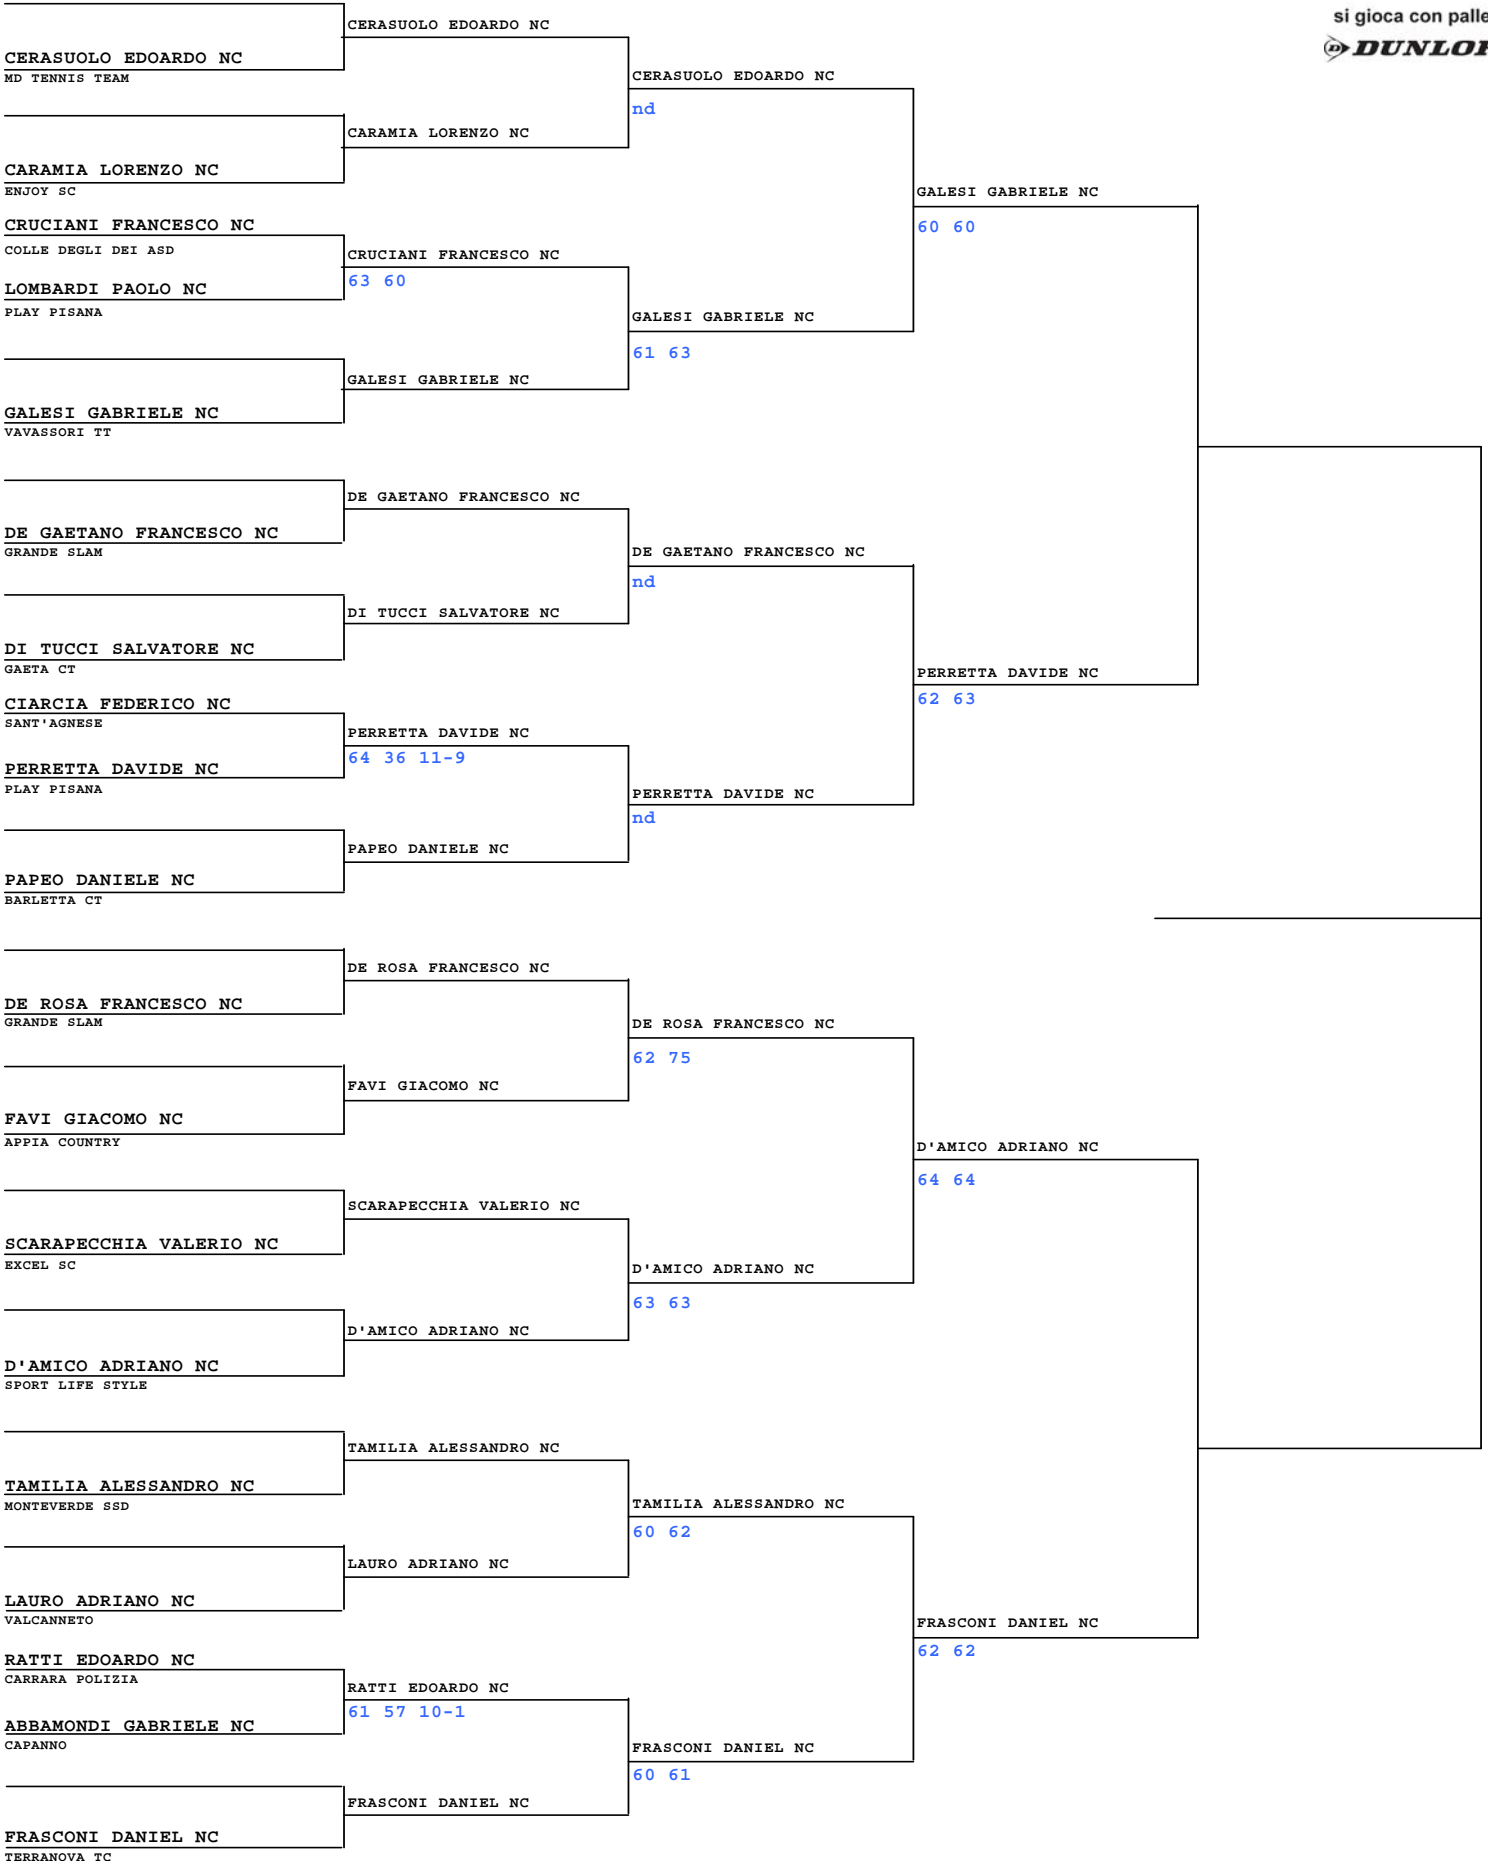 si gioca con palle
CERASUOLO EDOARDO NC
CERASUOLO EDOARDO NC
MD TENNIS TEAM
CERASUOLO EDOARDO NC
nd
CARAMIA LORENZO NC
CARAMIA LORENZO NC
ENJOY SC
GALESI GABRIELE NC
60 60
CRUCIANI FRANCESCO NC
COLLE DEGLI DEI ASD
CRUCIANI FRANCESCO NC
63 60
LOMBARDI PAOLO NC
PLAY PISANA
GALESI GABRIELE NC
61 63
GALESI GABRIELE NC
GALESI GABRIELE NC
VAVASSORI TT
DE GAETANO FRANCESCO NC
DE GAETANO FRANCESCO NC
GRANDE SLAM
DE GAETANO FRANCESCO NC
nd
DI TUCCI SALVATORE NC
DI TUCCI SALVATORE NC
GAETA CT
PERRETTA DAVIDE NC
62 63
CIARCIA FEDERICO NC
SANT'AGNESE
PERRETTA DAVIDE NC
64 36 11-9
PERRETTA DAVIDE NC
PLAY PISANA
PERRETTA DAVIDE NC
nd
PAPEO DANIELE NC
PAPEO DANIELE NC
BARLETTA CT
DE ROSA FRANCESCO NC
DE ROSA FRANCESCO NC
GRANDE SLAM
DE ROSA FRANCESCO NC
62 75
FAVI GIACOMO NC
FAVI GIACOMO NC
APPIA COUNTRY
D'AMICO ADRIANO NC
64 64
SCARAPECCHIA VALERIO NC
SCARAPECCHIA VALERIO NC
EXCEL SC
D'AMICO ADRIANO NC
63 63
D'AMICO ADRIANO NC
D'AMICO ADRIANO NC
SPORT LIFE STYLE
TAMILIA ALESSANDRO NC
TAMILIA ALESSANDRO NC
MONTEVERDE SSD
TAMILIA ALESSANDRO NC
60 62
LAURO ADRIANO NC
LAURO ADRIANO NC
VALCANNETO
FRASCONI DANIEL NC
62 62
RATTI EDOARDO NC
CARRARA POLIZIA
RATTI EDOARDO NC
61 57 10-1
ABBAMONDI GABRIELE NC
CAPANNO
FRASCONI DANIEL NC
60 61
FRASCONI DANIEL NC
FRASCONI DANIEL NC
TERRANOVA TC